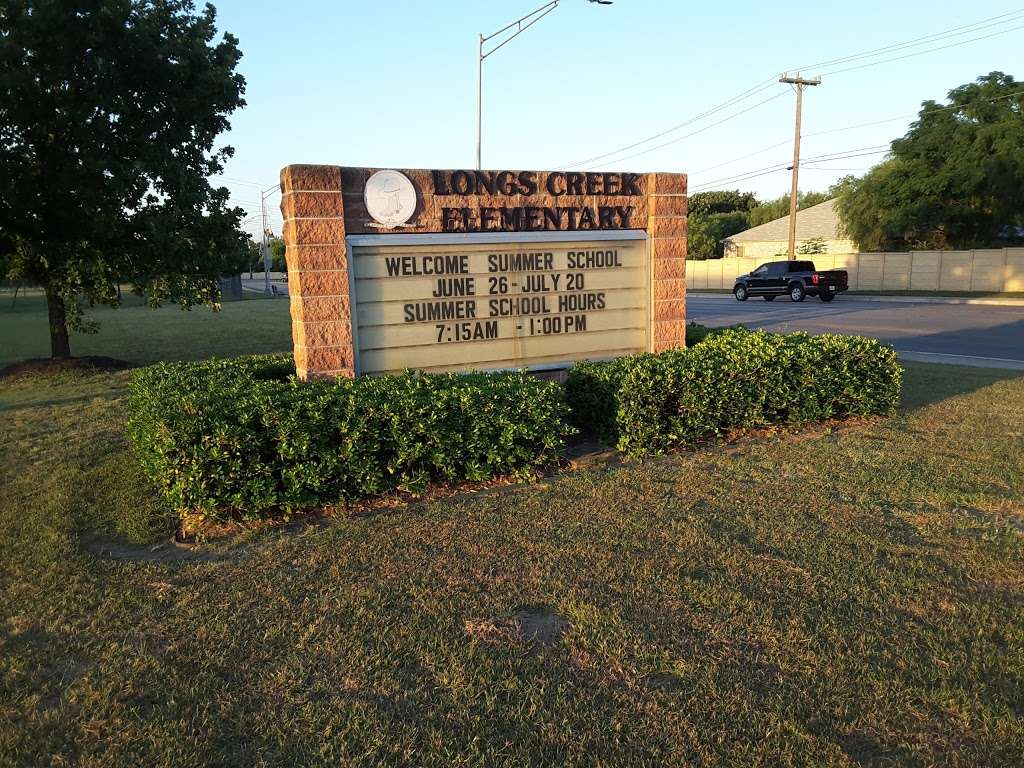 LONGS CREEK
ELEMENTARY
WELCOME SUMMER SCHOOL
JUNE 26-JULY 20
SUMMER SCHOOL HOURS
7:15AM - 1:00PM